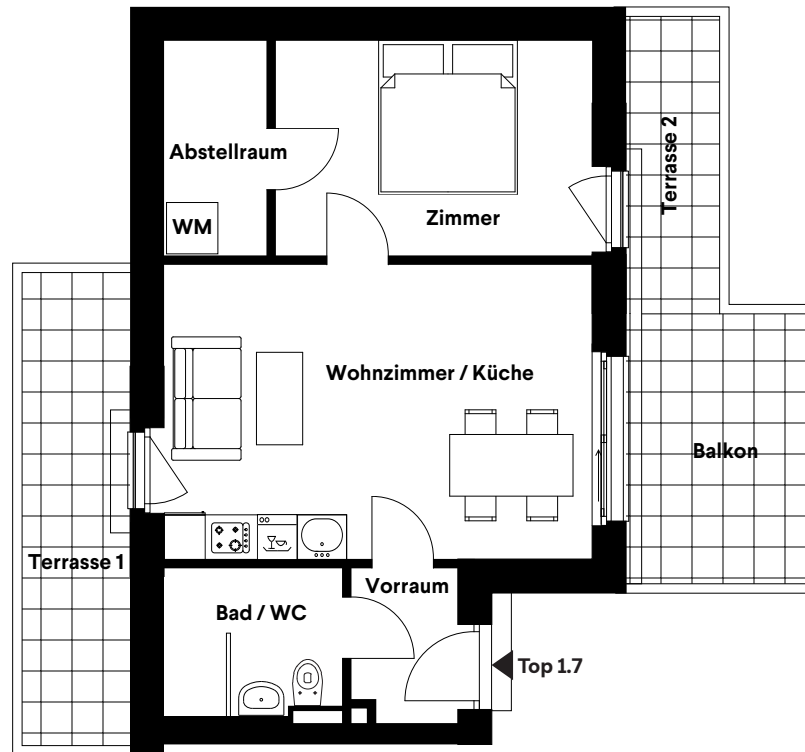 Abstellraum
WM
Zimmer
Terrasse 2
Wohnzimmer / Küche
Balkon
Terrasse 1
Vorraum
Bad / WC
Top 1.7